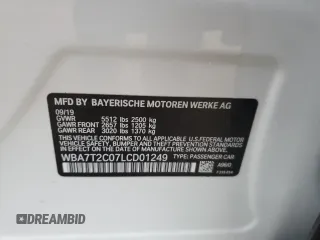 MFD BY BAYERISCHE MOTOREN WERKE AG
09/19
GVWR 5512 lbs 2500 kg
GAWR FRONT 2657 lbs 1205 kg
GAWR REAR 3020 lbs 1370 kg
THIS VEHICLE CONFORMS TO ALL APPLICABLE FEDERAL MOTOR VEHICLE
SAFETY, BUMPER AND THEFT PREVENTION STANDARDS IN
EFFECT ON THE DATE OF MANUFACTURE SHOWN ABOVE.
WBA7T2C07LCD01249 TYPE: PASSENGER CAR
DREAMBID